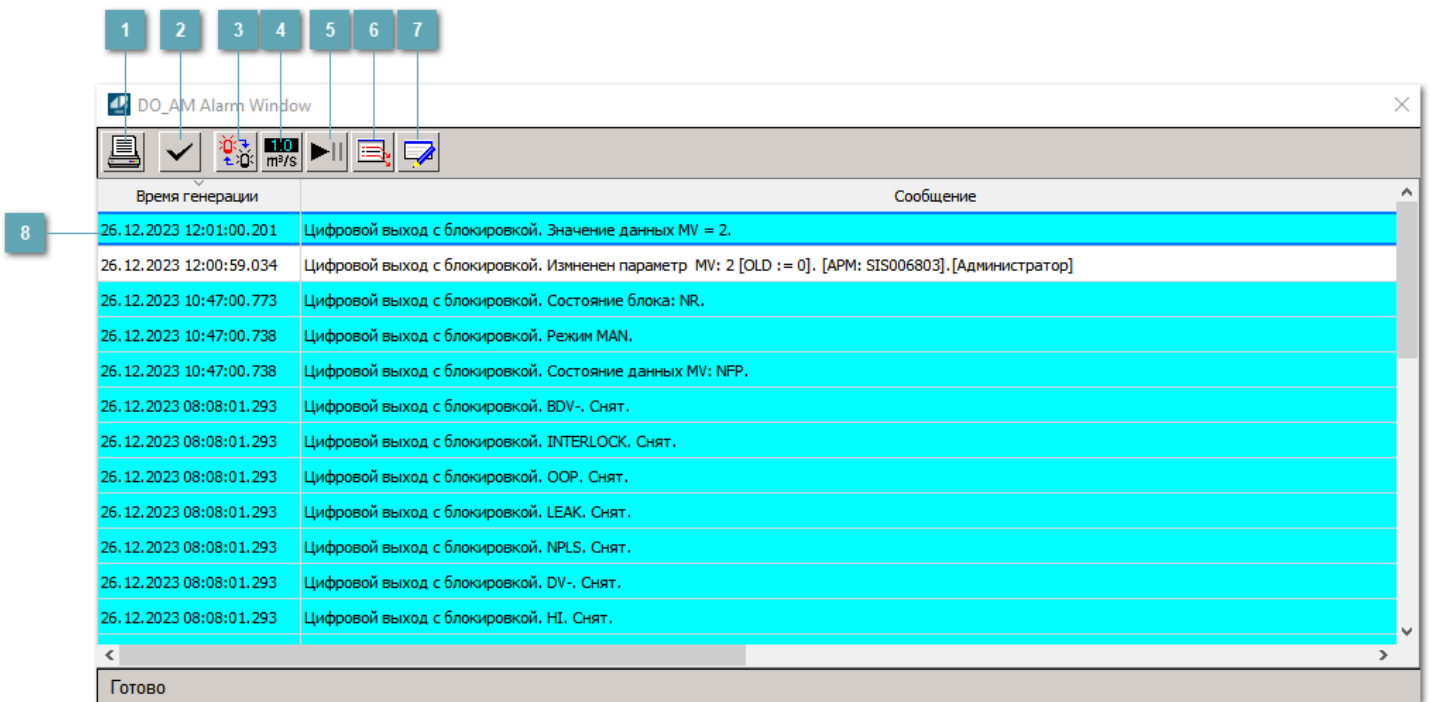 1 2 3 4 5 6 7
DO_AM Alarm Window
1.0
m³/s
Время генерации Сообщение
8
26.12.2023 12:01:00.201 Цифровой выход с блокировкой. Значение данных MV = 2.
26.12.2023 12:00:59.034 Цифровой выход с блокировкой. Измненен параметр MV: 2 [OLD := 0]. [АРМ: SIS006803].[Администратор]
26.12.2023 10:47:00.773 Цифровой выход с блокировкой. Состояние блока: NR.
26.12.2023 10:47:00.738 Цифровой выход с блокировкой. Режим MAN.
26.12.2023 10:47:00.738 Цифровой выход с блокировкой. Состояние данных MV: NFP.
26.12.2023 08:08:01.293 Цифровой выход с блокировкой. BDV-. Снят.
26.12.2023 08:08:01.293 Цифровой выход с блокировкой. INTERLOCK. Снят.
26.12.2023 08:08:01.293 Цифровой выход с блокировкой. OOP. Снят.
26.12.2023 08:08:01.293 Цифровой выход с блокировкой. LEAK. Снят.
26.12.2023 08:08:01.293 Цифровой выход с блокировкой. NPLS. Снят.
26.12.2023 08:08:01.293 Цифровой выход с блокировкой. DV-. Снят.
26.12.2023 08:08:01.293 Цифровой выход с блокировкой. HI. Снят.
Готово